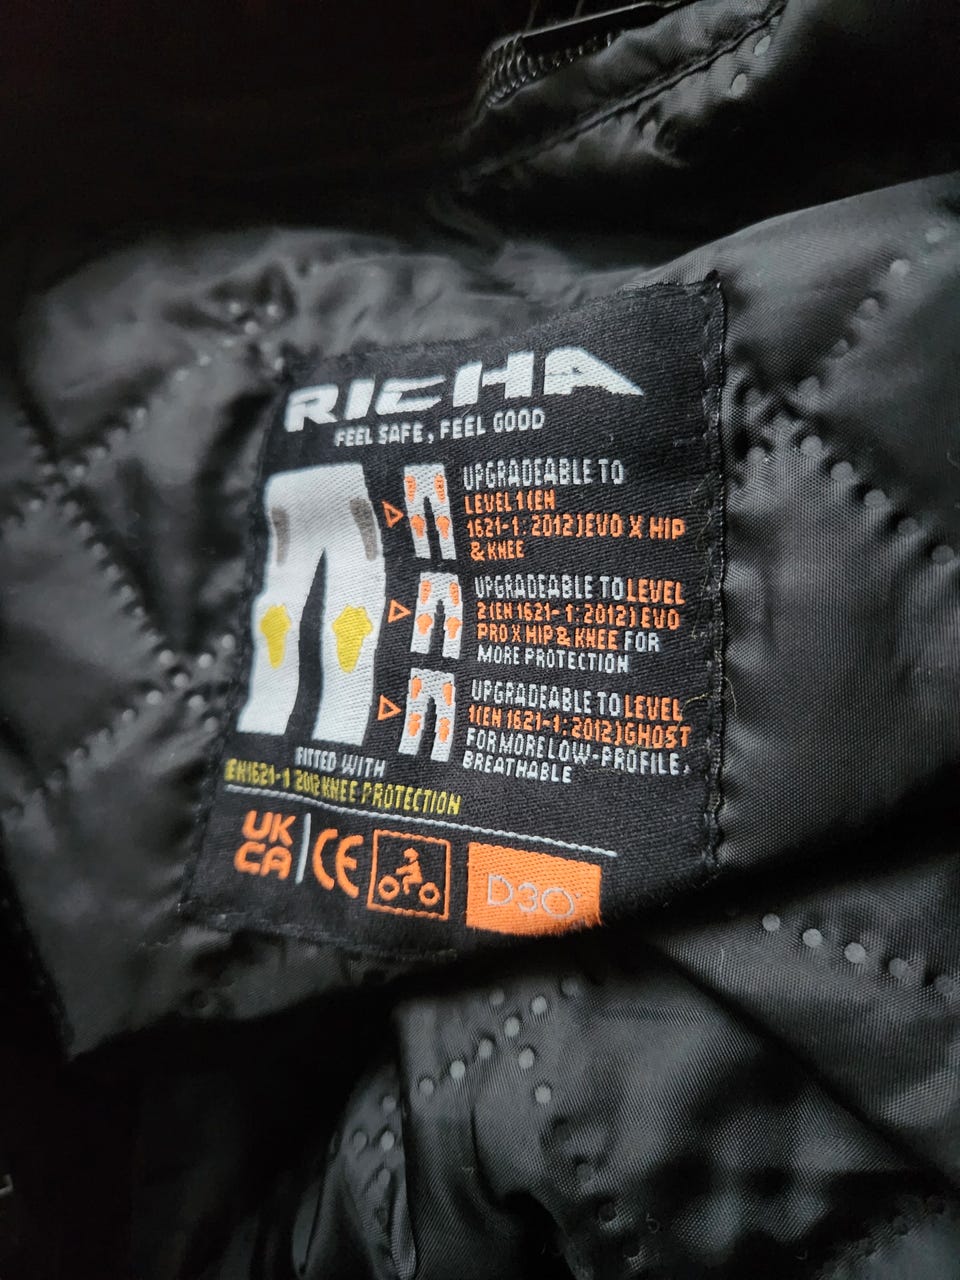 RICHA
FEEL SAFE, FEEL GOOD
UPGRADEABLE TO
LEVEL 1 (EN
1621-1: 2012) EVO X HIP
& KNEE
UPGRADEABLE TO LEVEL
2 (EN 1621-1:2012) EVO
PRO X HIP & KNEE FOR
MORE PROTECTION
UPGRADEABLE TO LEVEL
1 (EN 1621-1:2012) GHOST
FOR MORE LOW-PROFILE,
BREATHABLE
FITTED WITH
EN1621-1 2012 KNEE PROTECTION
UK
CA
CE
D3O